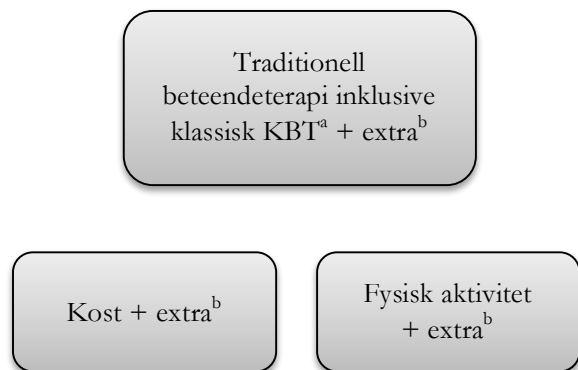 Traditionell
beteendeterapi inklusive
klassisk KBTᵃ + extraᵇ
Kost + extraᵇ
Fysisk aktivitet
+ extraᵇ